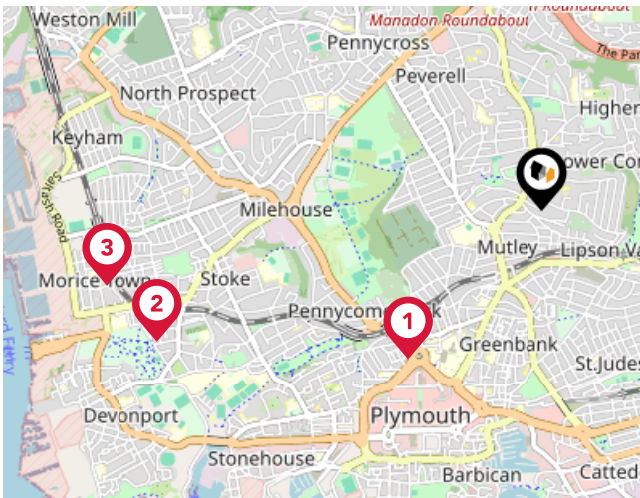 Weston Mill
Manadon Roundabout
Pennycross
Peverell
North Prospect
Higher
Keyham
Saltash Road
Milehouse
3
Mutley
Morice Town
Stoke
2
1
Greenbank
Devonport
Plymouth
Stonehouse
Barbican